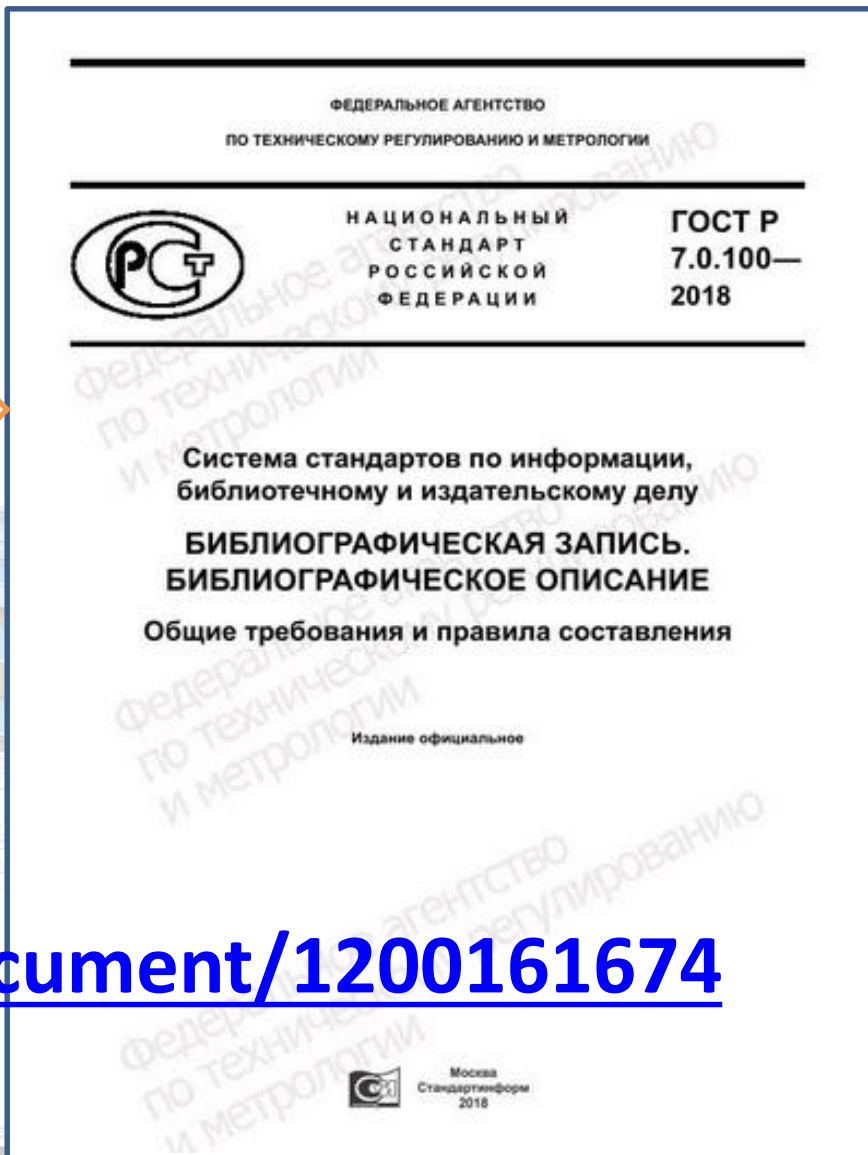 ФЕДЕРАЛЬНОЕ АГЕНТСТВО
ПО ТЕХНИЧЕСКОМУ РЕГУЛИРОВАНИЮ И МЕТРОЛОГИИ
НАЦИОНАЛЬНЫЙ
СТАНДАРТ
РОССИЙСКОЙ
ФЕДЕРАЦИИ
ГОСТ Р
7.0.100—
2018
Система стандартов по информации,
библиотечному и издательскому делу
БИБЛИОГРАФИЧЕСКАЯ ЗАПИСЬ.
БИБЛИОГРАФИЧЕСКОЕ ОПИСАНИЕ
Общие требования и правила составления
Издание официальное
cument/1200161674
Москва
Стандартинформ
2018